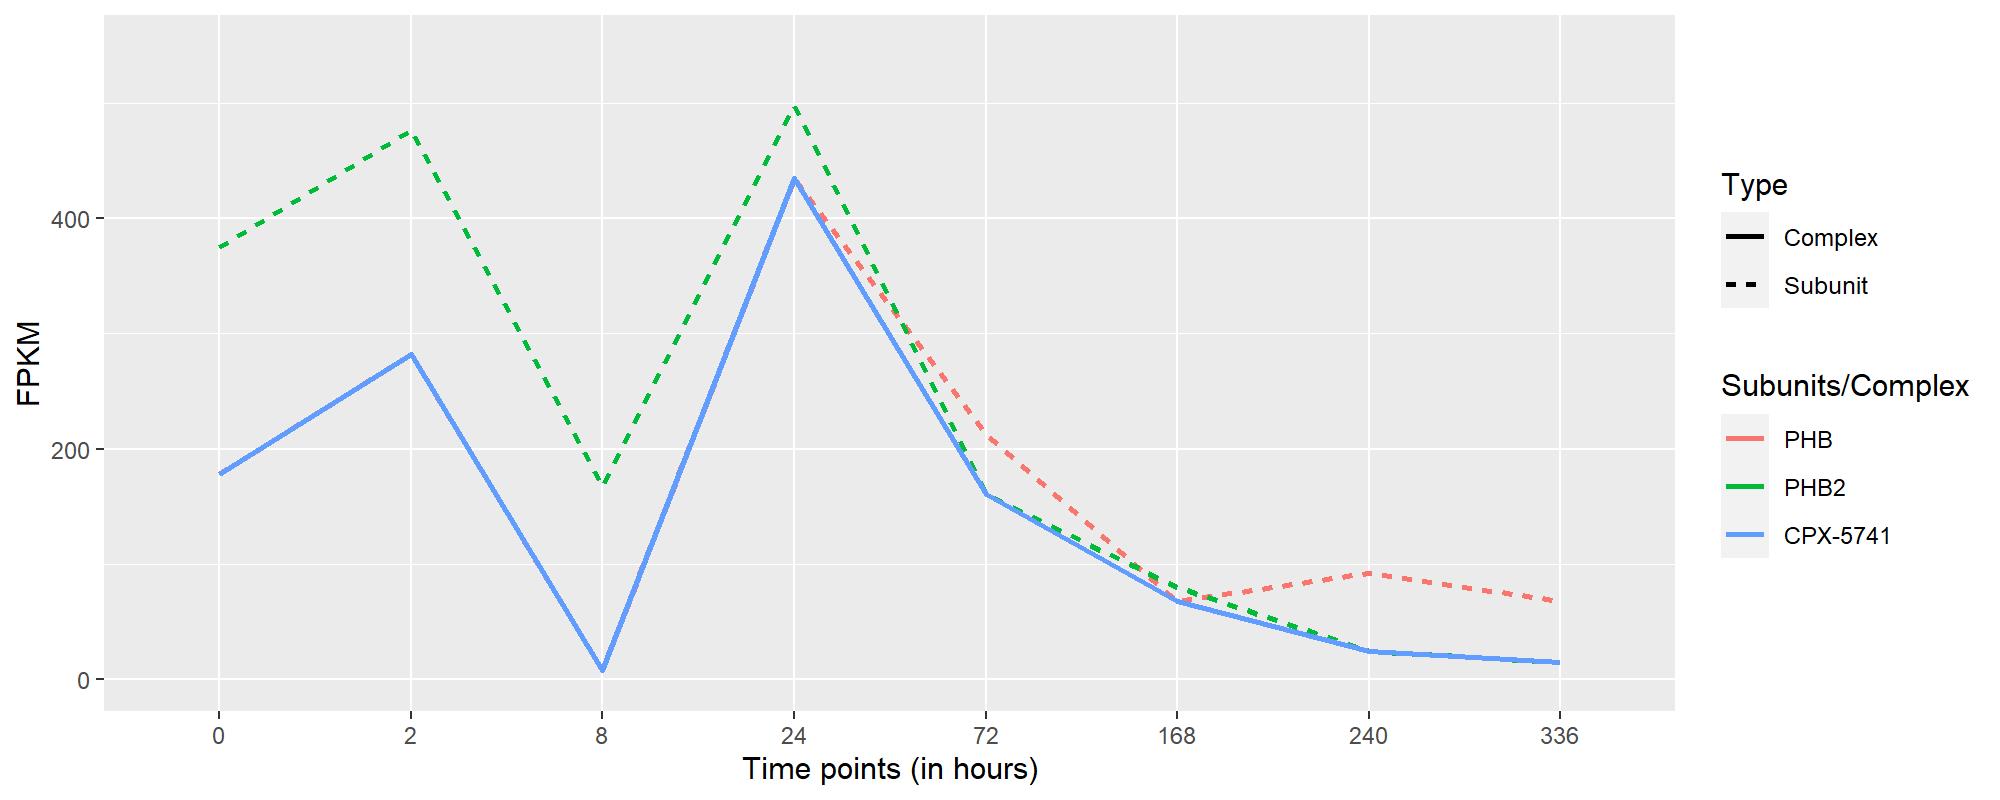 FPKM
400
200
0
0 2 8 24 72 168 240 336
Time points (in hours)
Type
Complex
Subunit
Subunits/Complex
PHB
PHB2
CPX-5741